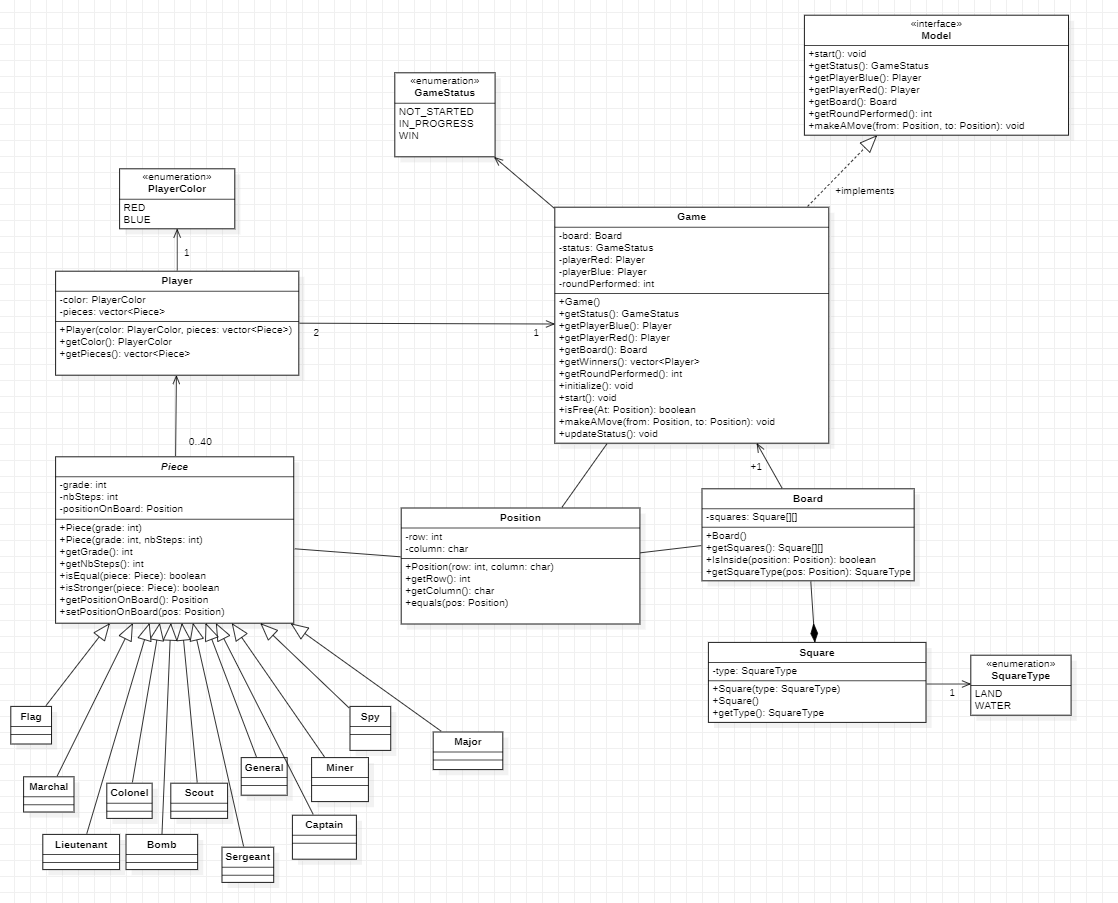 «interface»
Model
+start(): void
+getStatus(): GameStatus
+getPlayerBlue(): Player
+getPlayerRed(): Player
+getBoard(): Board
+getRoundPerformed(): int
+makeAMove(from: Position, to: Position): void
«enumeration»
GameStatus
NOT_STARTED
IN_PROGRESS
WIN
+implements
«enumeration»
PlayerColor
RED
BLUE
1
Player
-color: PlayerColor
-pieces: vector<Piece>
+Player(color: PlayerColor, pieces: vector<Piece>)
+getColor(): PlayerColor
+getPieces(): vector<Piece>
2
1
Game
-board: Board
-status: GameStatus
-playerRed: Player
-playerBlue: Player
-roundPerformed: int
+Game()
+getStatus(): GameStatus
+getPlayerBlue(): Player
+getPlayerRed(): Player
+getBoard(): Board
+getWinners(): vector<Player>
+getRoundPerformed(): int
+initialize(): void
+start(): void
+isFree(At: Position): boolean
+makeAMove(from: Position, to: Position): void
+updateStatus(): void
0..40
+1
Piece
-grade: int
-nbSteps: int
-positionOnBoard: Position
+Piece(grade: int)
+Piece(grade: int, nbSteps: int)
+getGrade(): int
+getNbSteps(): int
+isEqual(piece: Piece): boolean
+isStronger(piece: Piece): boolean
+getPositionOnBoard(): Position
+setPositionOnBoard(pos: Position)
Position
-row: int
-column: char
+Position(row: int, column: char)
+getRow(): int
+getColumn(): char
+equals(pos: Position)
Board
-squares: Square[][]
+Board()
+getSquares(): Square[][]
+IsInside(position: Position): boolean
+getSquareType(pos: Position): SquareType
Square
-type: SquareType
+Square(type: SquareType)
+Square()
+getType(): SquareType
1
«enumeration»
SquareType
LAND
WATER
Flag
Spy
Major
General
Miner
Marchal
Colonel
Scout
Captain
Lieutenant
Bomb
Sergeant